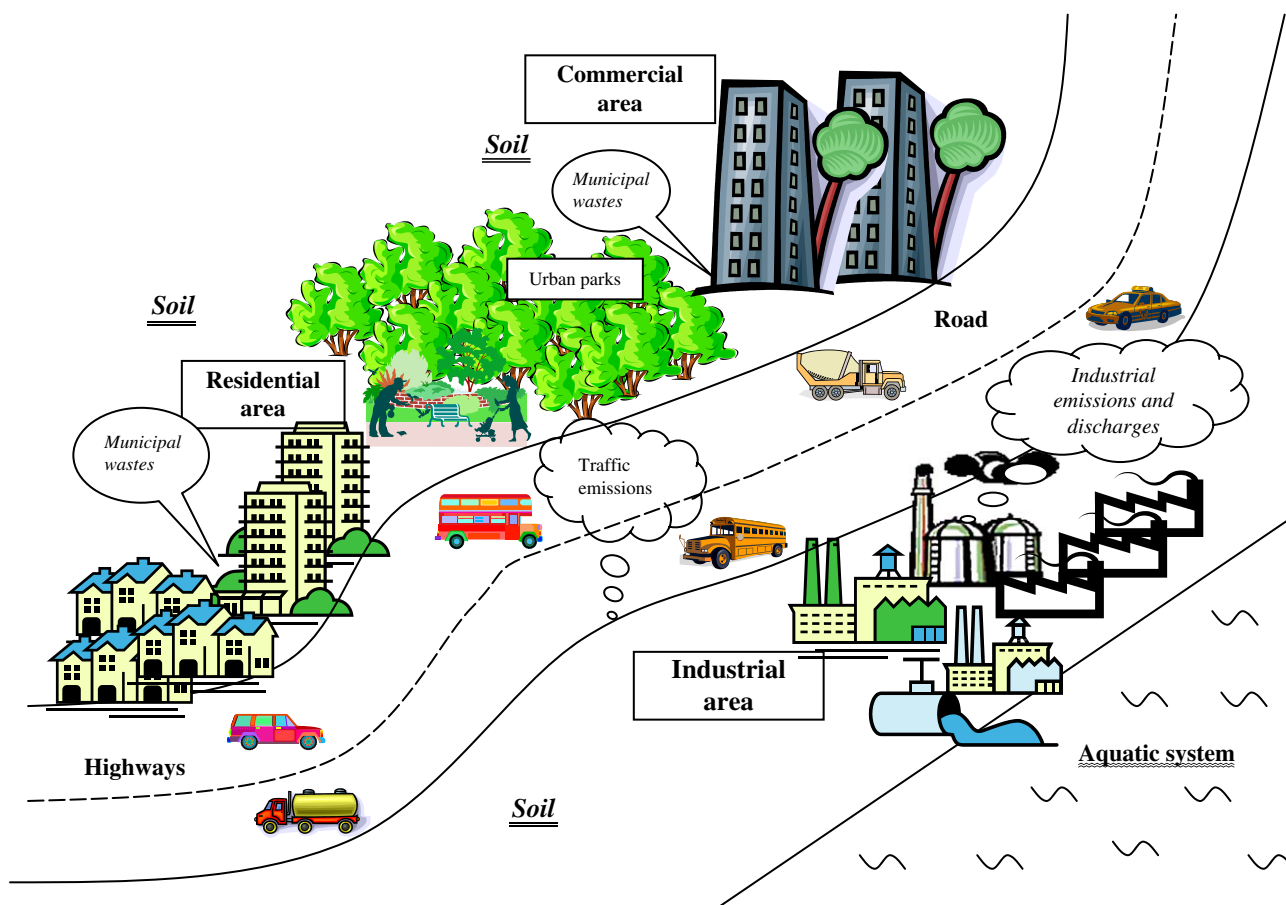 Commercial
area
Soil
Municipal
wastes
Urban parks
Soil
Road
Residential
area
Industrial
emissions and
discharges
Municipal
wastes
Traffic
emissions
Industrial
area
Aquatic system
Highways
Soil